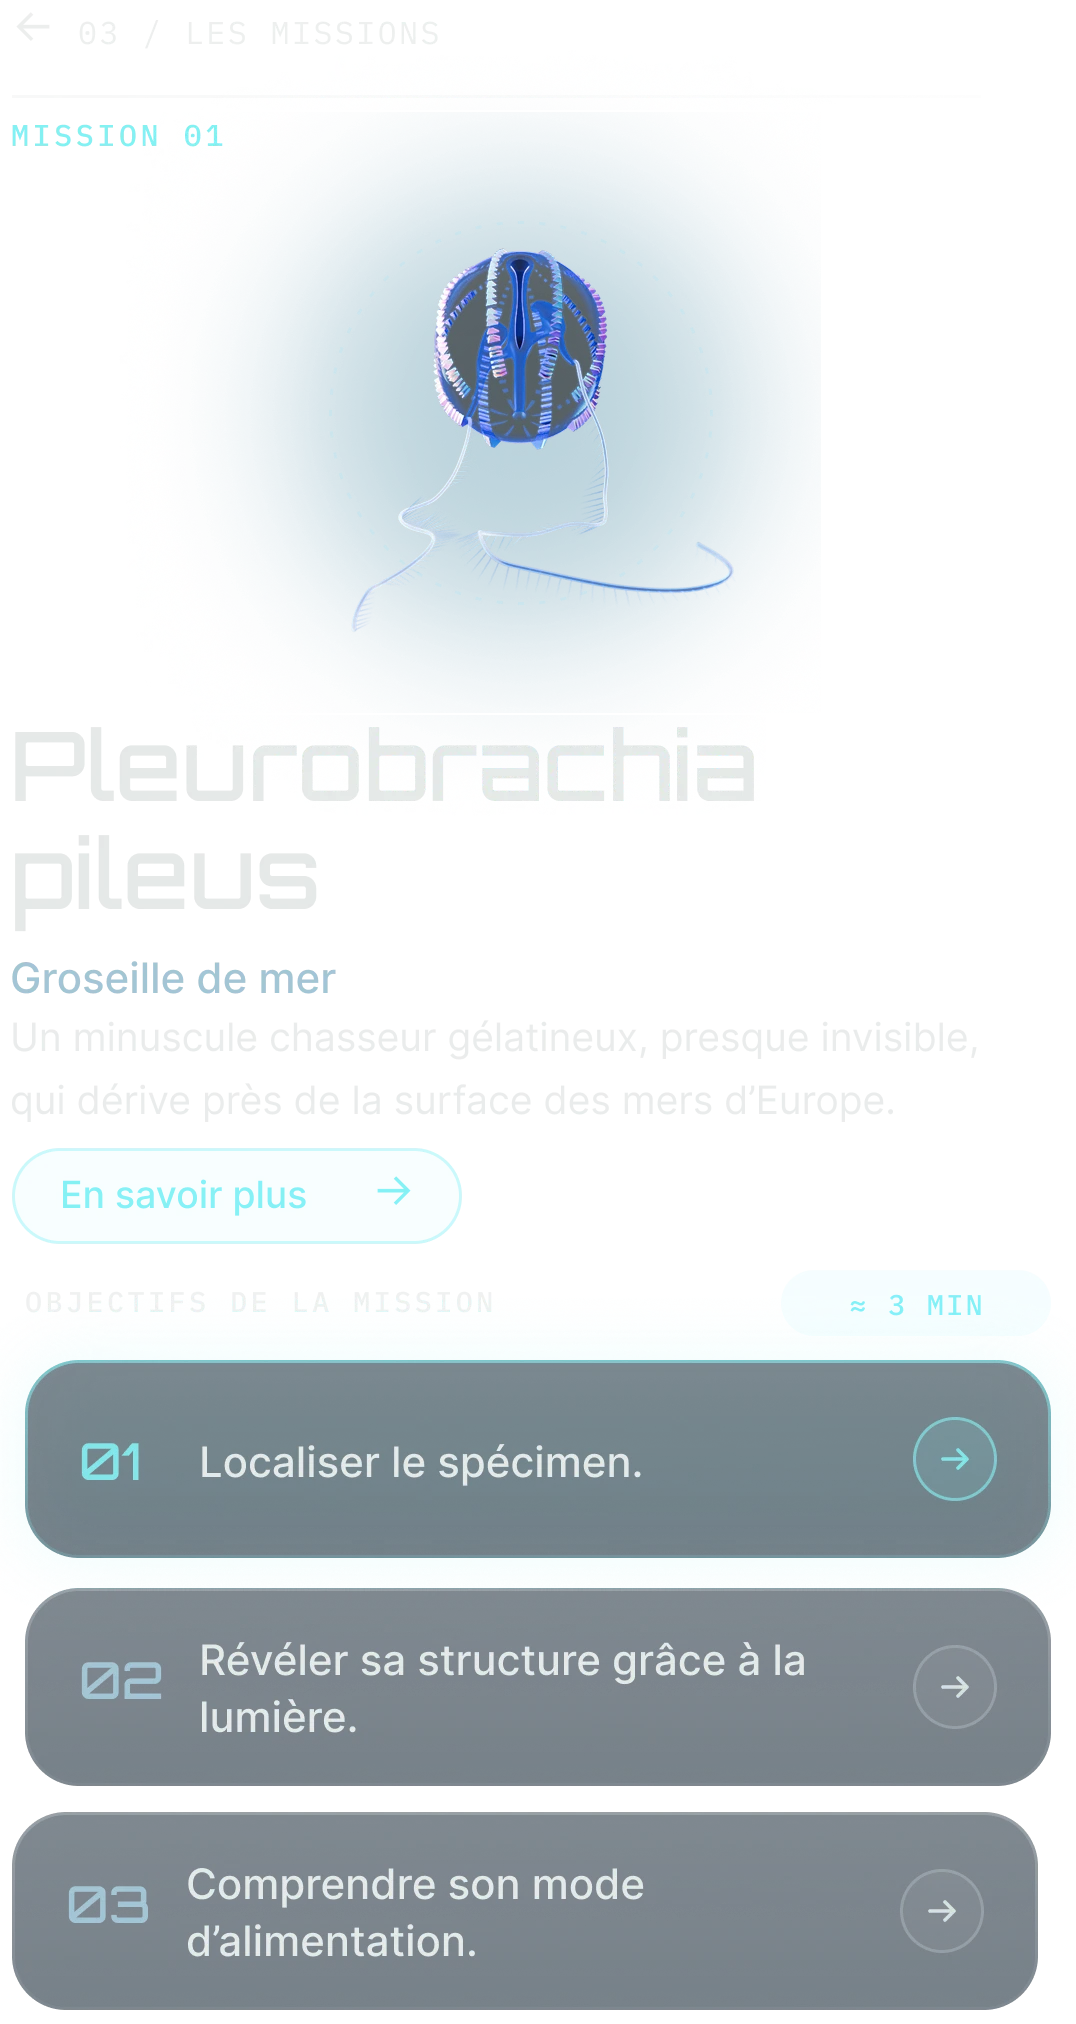 03 / LES MISSIONS
MISSION 01
Pleurobrachia
pileus
Groseille de mer
Un minuscule chasseur gélatineux, presque invisible,
qui dérive près de la surface des mers d’Europe.
En savoir plus
OBJECTIFS DE LA MISSION
≈ 3 MIN
01 Localiser le spécimen.
02 Révéler sa structure grâce à la
lumière.
03 Comprendre son mode
d’alimentation.